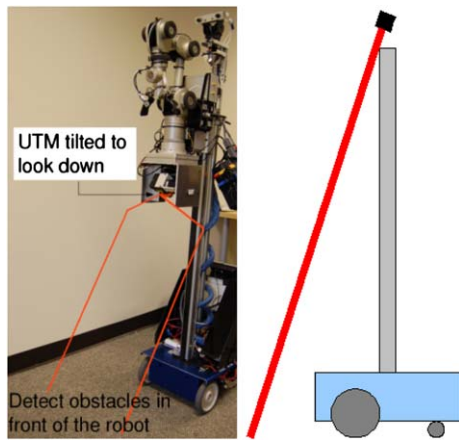 UTM tilted to
look down
Detect obstacles in
front of the robot